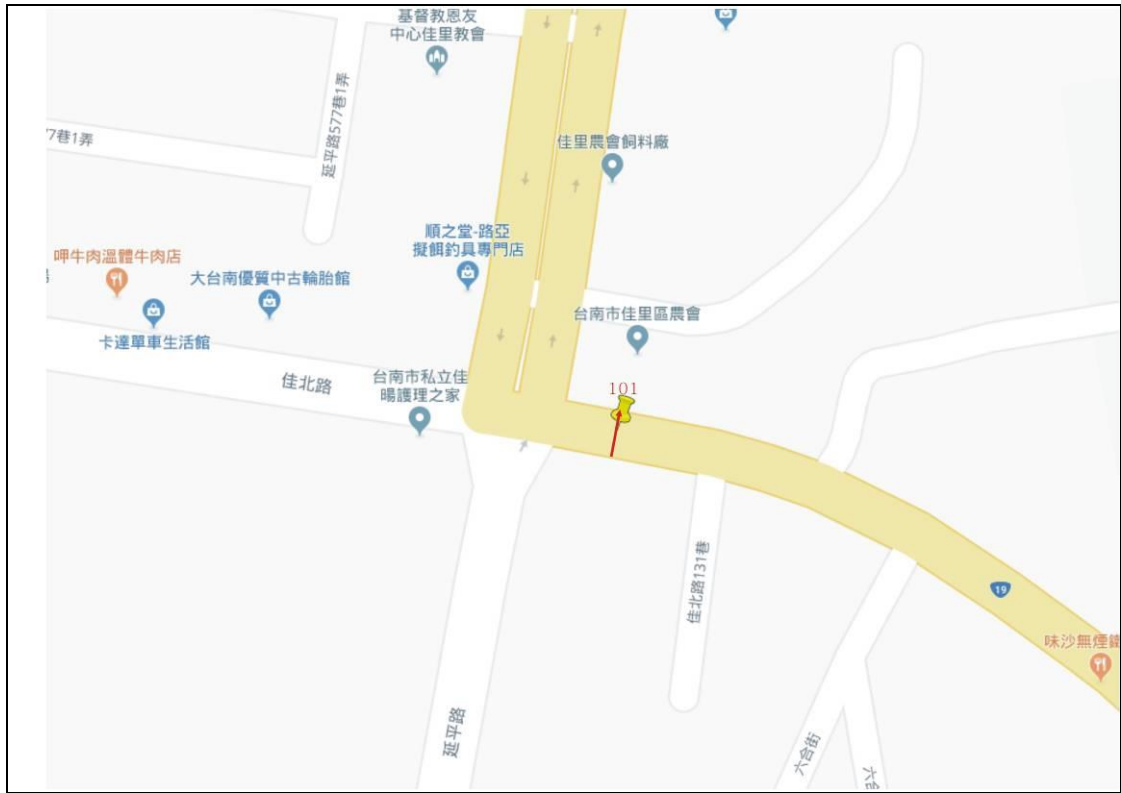 基督教恩友
中心佳里教會
延平路577巷1弄
7巷1弄
佳里農會飼料廠
順之堂-路亞
擬餌釣具專門店
呷牛肉溫體牛肉店
大台南優質中古輪胎館
卡達單車生活館
台南市佳里區農會
佳北路
台南市私立佳
暘護理之家
101
佳北路131巷
19
味沙無煙鐵
延平路
六合街
六合